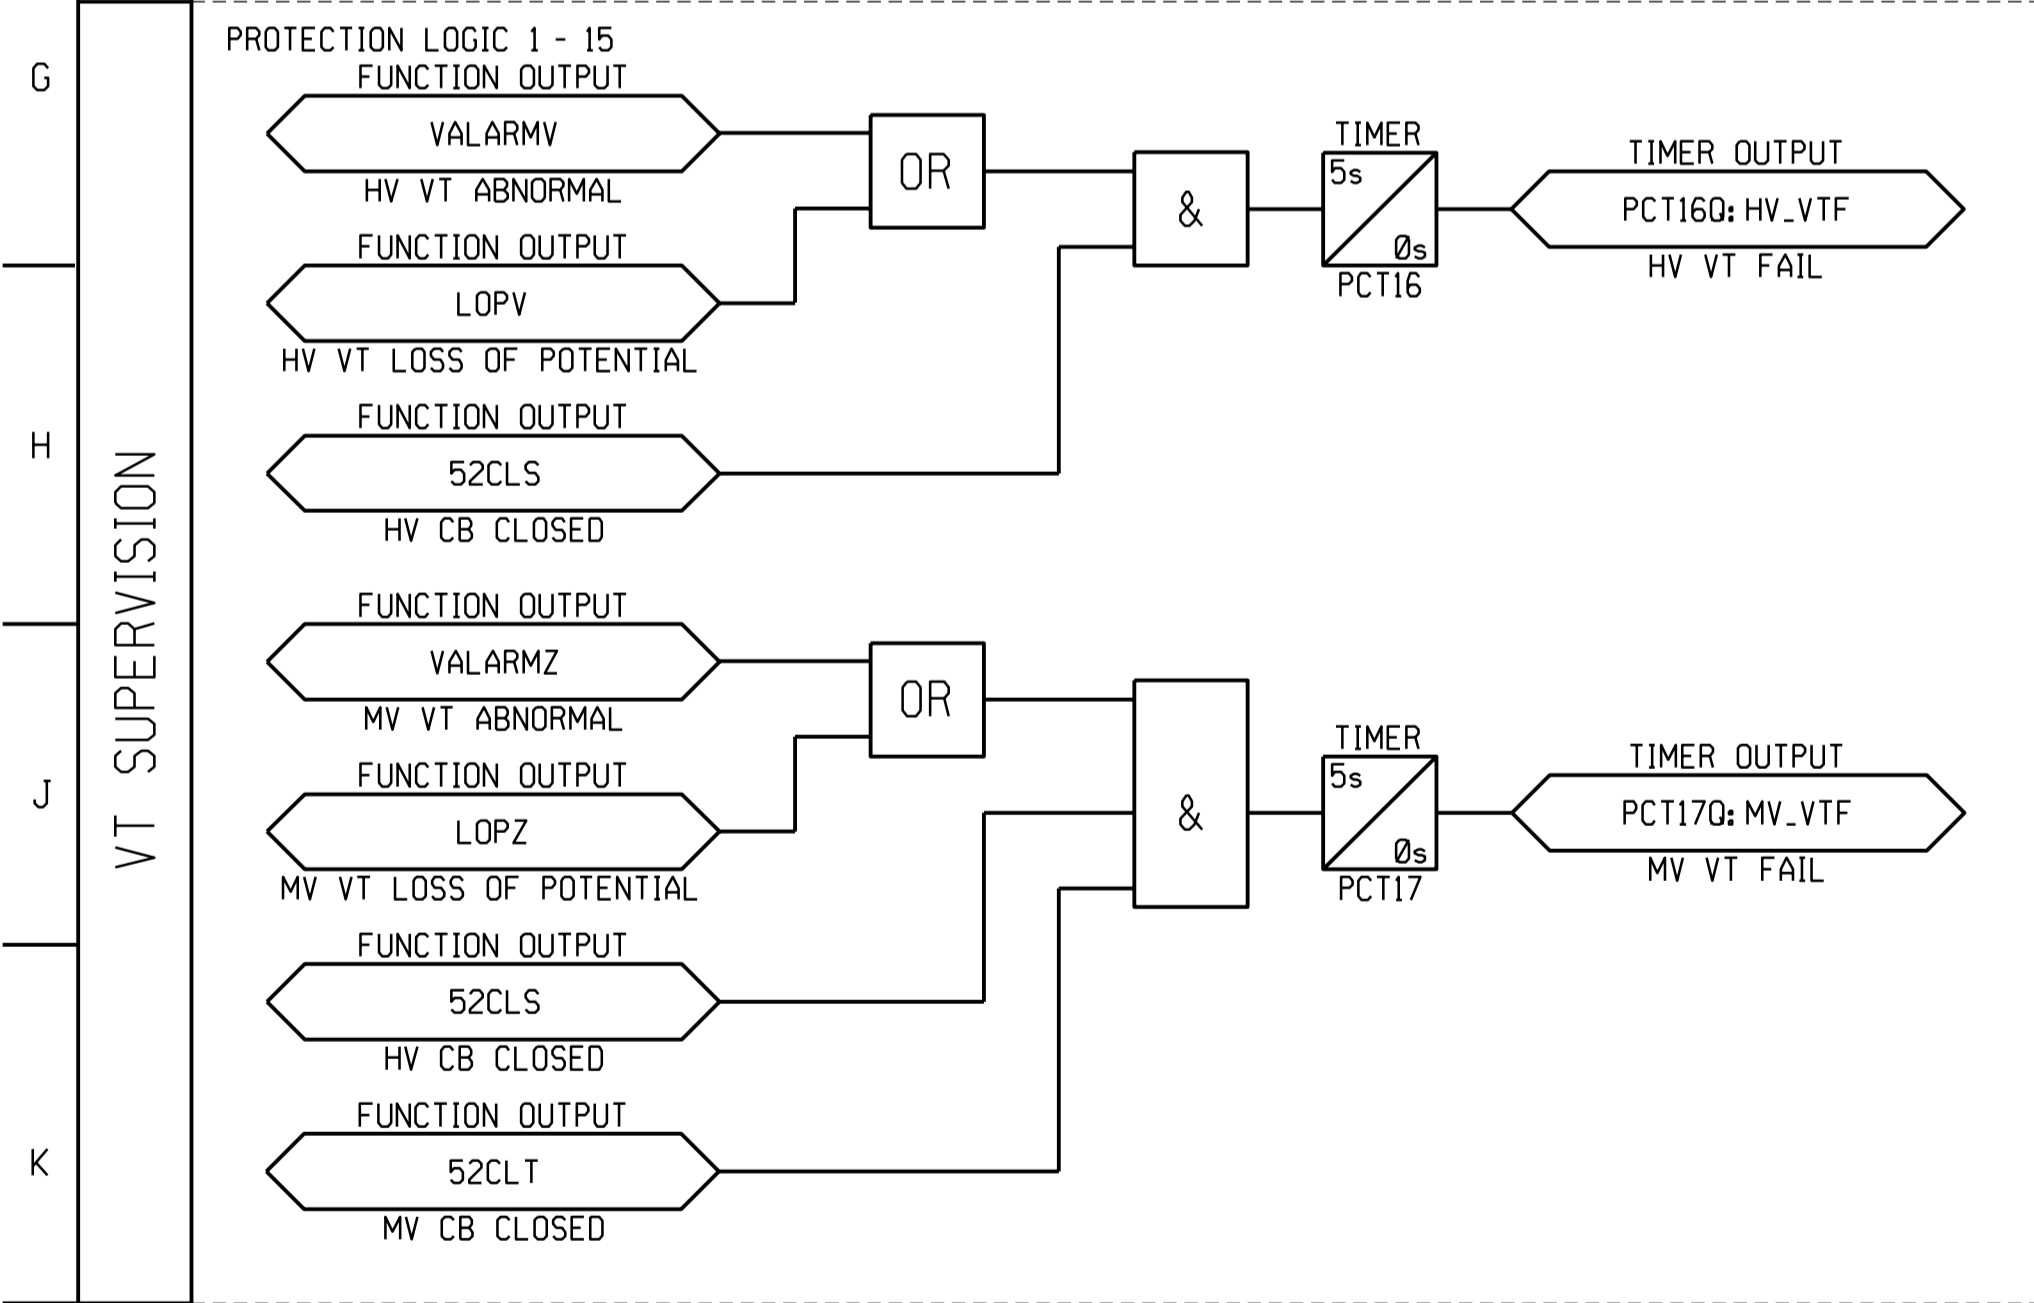 G
H
J
K
VT SUPERVISION
PROTECTION LOGIC 1 - 15
FUNCTION OUTPUT
VALARMV
HV VT ABNORMAL
FUNCTION OUTPUT
LOPV
HV VT LOSS OF POTENTIAL
FUNCTION OUTPUT
52CLS
HV CB CLOSED
OR
&
TIMER
5s
0s
PCT16
TIMER OUTPUT
PCT16Q:HV_VTF
HV VT FAIL
FUNCTION OUTPUT
VALARMZ
MV VT ABNORMAL
FUNCTION OUTPUT
LOPZ
MV VT LOSS OF POTENTIAL
FUNCTION OUTPUT
52CLS
HV CB CLOSED
FUNCTION OUTPUT
52CLT
MV CB CLOSED
OR
&
TIMER
5s
0s
PCT17
TIMER OUTPUT
PCT17Q:MV_VTF
MV VT FAIL